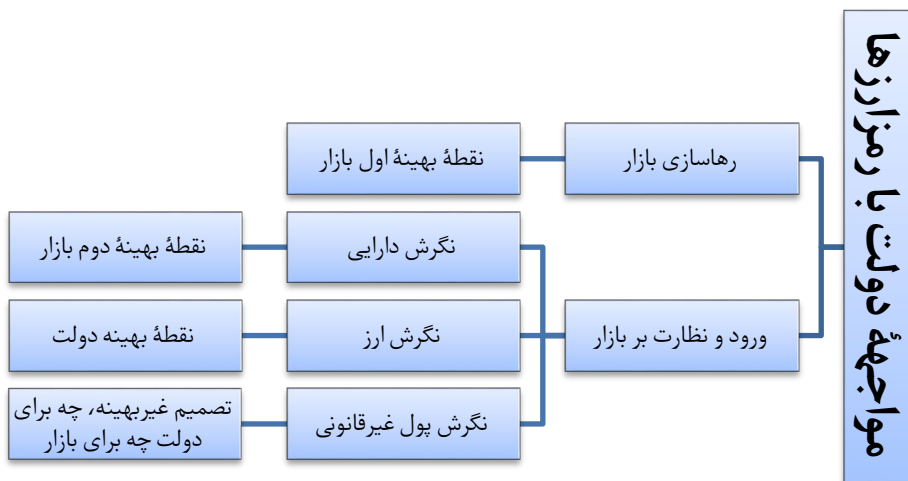 مواجههٔ دولت با رمزارزها
رهاسازی بازار
نقطهٔ بهینهٔ اول بازار
ورود و نظارت بر بازار
نگرش دارایی
نقطهٔ بهینهٔ دوم بازار
نگرش ارز
نقطهٔ بهینه دولت
نگرش پول غیرقانونی
تصمیم غیربهینه، چه برای
دولت چه برای بازار